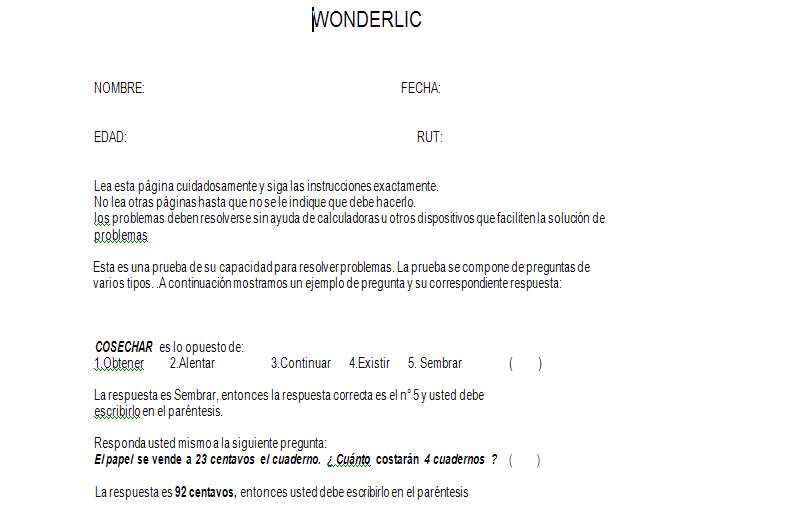 WONDERLIC
NOMBRE: FECHA:
EDAD: RUT:
Lea esta página cuidadosamente y siga las instrucciones exactamente.
No lea otras páginas hasta que no se le indique que debe hacerlo.
los problemas deben resolverse sin ayuda de calculadoras u otros dispositivos que faciliten la solución de
problemas
Esta es una prueba de su capacidad para resolver problemas. La prueba se compone de preguntas de
varios tipos. .A continuación mostramos un ejemplo de pregunta y su correspondiente respuesta:
COSECHAR es lo opuesto de:
1.Obtener 2.Alentar 3.Continuar 4.Existir 5. Sembrar ( )
La respuesta es Sembrar, entonces la respuesta correcta es el n° 5 y usted debe
escribirlo en el paréntesis.
Responda usted mismo a la siguiente pregunta:
El papel se vende a 23 centavos el cuaderno. ¿ Cuánto costarán 4 cuadernos ? ( )
La respuesta es 92 centavos, entonces usted debe escribirlo en el paréntesis